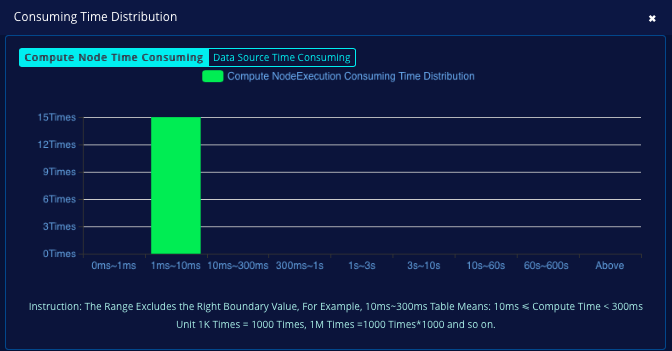 Consuming Time Distribution
Compute Node Time Consuming
Data Source Time Consuming
Compute NodeExecution Consuming Time Distribution
15Times
12Times
9Times
6Times
3Times
0Times
0ms~1ms 1ms~10ms 10ms~300ms 300ms~1s 1s~3s 3s~10s 10s~60s 60s~600s Above
Instruction: The Range Excludes the Right Boundary Value, For Example, 10ms~300ms Table Means: 10ms ⩽ Compute Time < 300ms
Unit 1K Times = 1000 Times, 1M Times =1000 Times*1000 and so on.